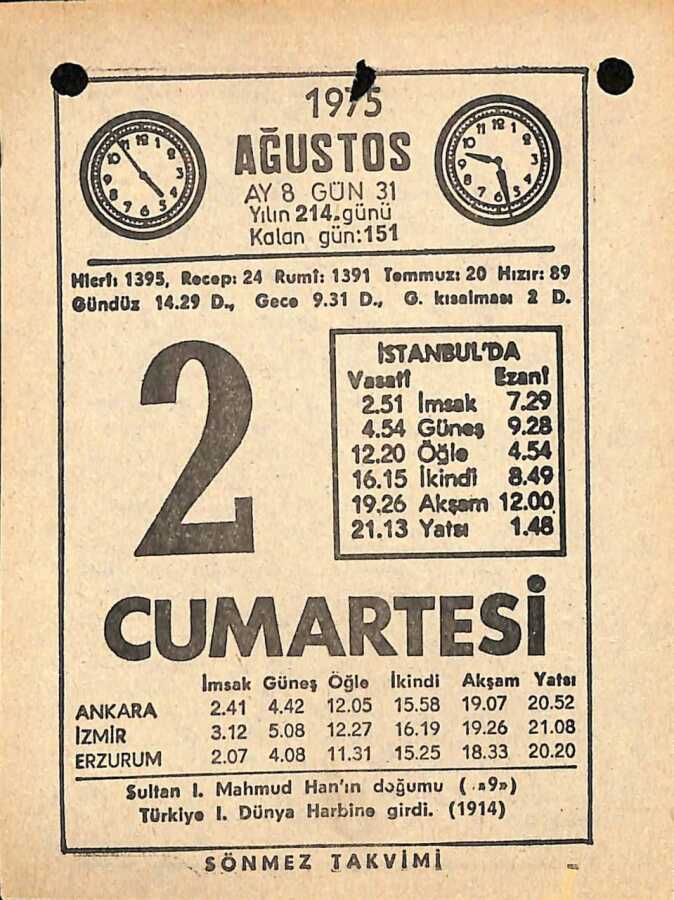 1975
AĞUSTOS
AY 8 GÜN 31
Yılın 214.günü
Kalan gün:151
Hicrî: 1395, Recep: 24 Rumî: 1391 Temmuz: 20 Hızır: 89
Gündüz 14.29 D., Gece 9.31 D., G. kısalması 2 D.
2
İSTANBUL'DA
Vasatî Ezanî
2.51 İmsak 7.29
4.54 Güneş 9.28
12.20 Öğle 4.54
16.15 İkindi 8.49
19.26 Akşam 12.00
21.13 Yatsı 1.48
CUMARTESİ
İmsak Güneş Öğle İkindi Akşam Yatsı
ANKARA 2.41 4.42 12.05 15.58 19.07 20.52
İZMİR 3.12 5.08 12.27 16.19 19.26 21.08
ERZURUM 2.07 4.08 11.31 15.25 18.33 20.20
Sultan I. Mahmud Han'ın doğumu
Türkiye I. Dünya Harbine girdi. (1914)
SÖNMEZ TAKVİMİ